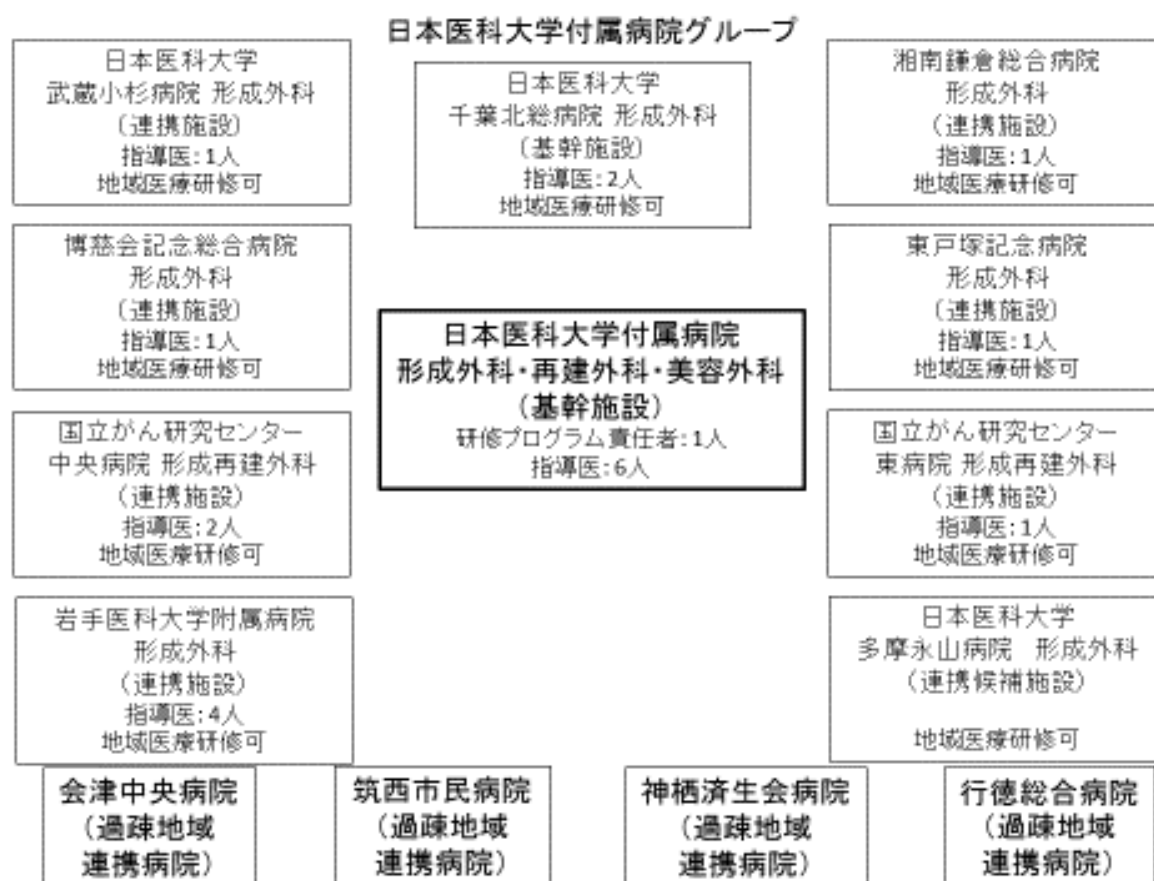 日本医科大学付属病院グループ
日本医科大学
武蔵小杉病院 形成外科
(連携施設)
指導医:1人
地域医療研修可
日本医科大学
千葉北総病院 形成外科
(基幹施設)
指導医:2人
地域医療研修可
湘南鎌倉総合病院
形成外科
(連携施設)
指導医:1人
地域医療研修可
博慈会記念総合病院
形成外科
(連携施設)
指導医:1人
地域医療研修可
日本医科大学付属病院
形成外科・再建外科・美容外科
(基幹施設)
研修プログラム責任者:1人
指導医:6人
東戸塚記念病院
形成外科
(連携施設)
指導医:1人
地域医療研修可
国立がん研究センター
中央病院 形成再建外科
(連携施設)
指導医:2人
地域医療研修可
国立がん研究センター
東病院 形成再建外科
(連携施設)
指導医:1人
地域医療研修可
岩手医科大学附属病院
形成外科
(連携施設)
指導医:4人
地域医療研修可
日本医科大学
多摩永山病院 形成外科
(連携候補施設)
地域医療研修可
会津中央病院
(過疎地域
連携病院)
筑西市民病院
(過疎地域
連携病院)
神栖済生会病院
(過疎地域
連携病院)
行徳総合病院
(過疎地域
連携病院)